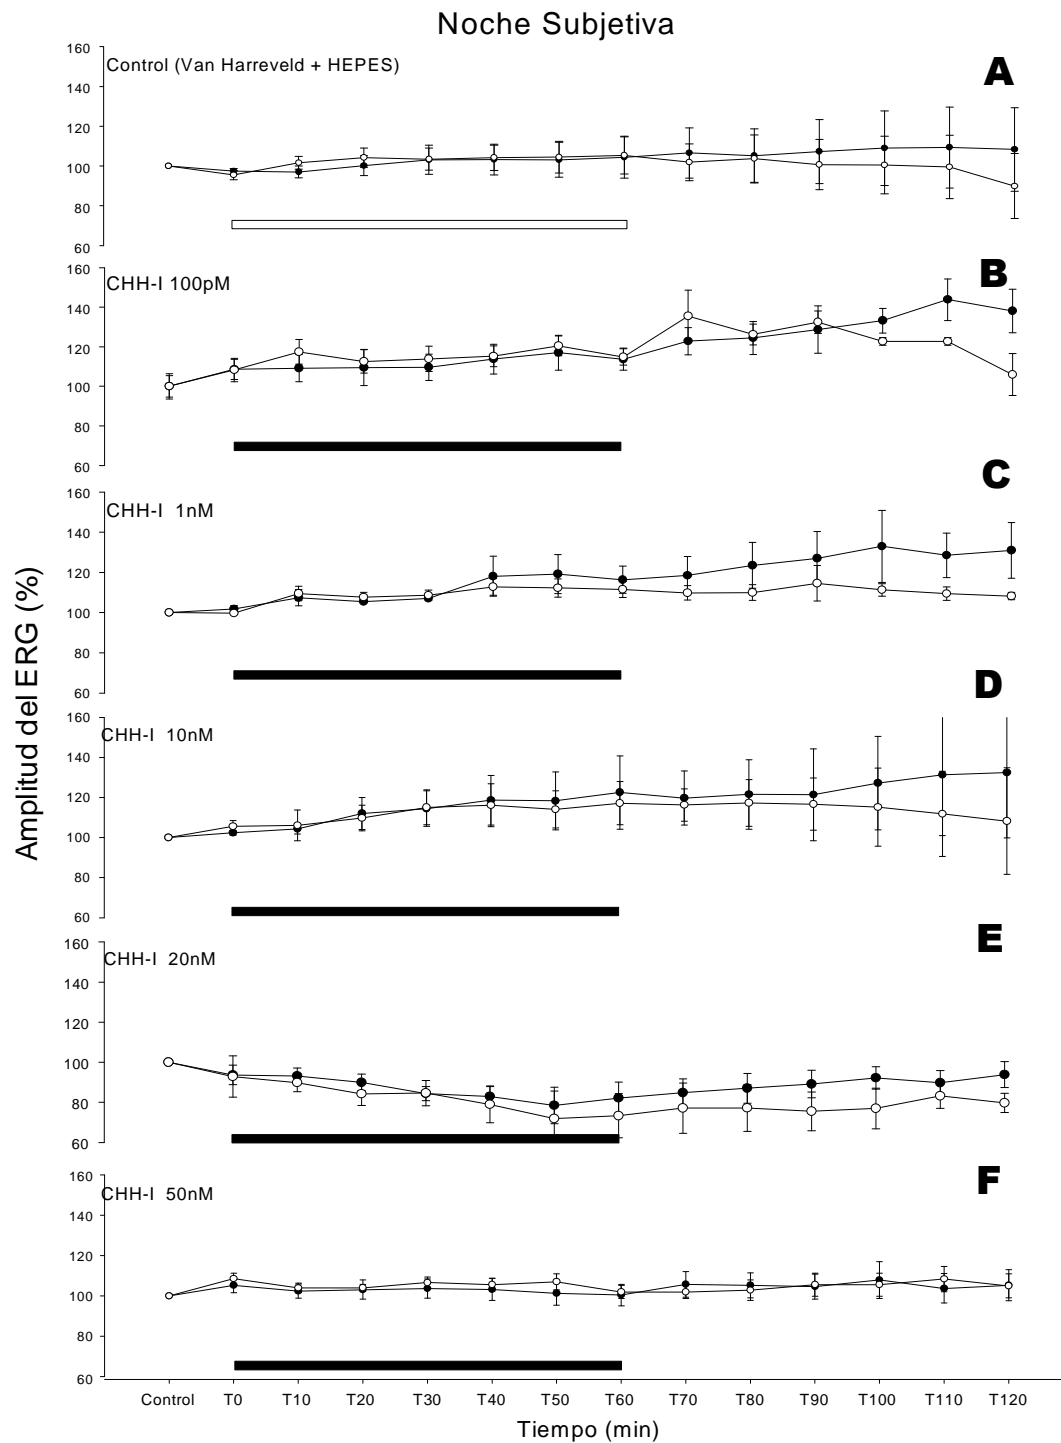 Noche Subjetiva
Amplitud del ERG (%)
Control (Van Harreveld + HEPES)
A
160
140
120
100
80
60
CHH-I 100pM
B
160
140
120
100
80
60
CHH-I 1nM
C
160
140
120
100
80
60
CHH-I 10nM
D
160
140
120
100
80
60
CHH-I 20nM
E
160
140
120
100
80
60
CHH-I 50nM
F
160
140
120
100
80
60
Control T0 T10 T20 T30 T40 T50 T60 T70 T80 T90 T100 T110 T120
Tiempo (min)